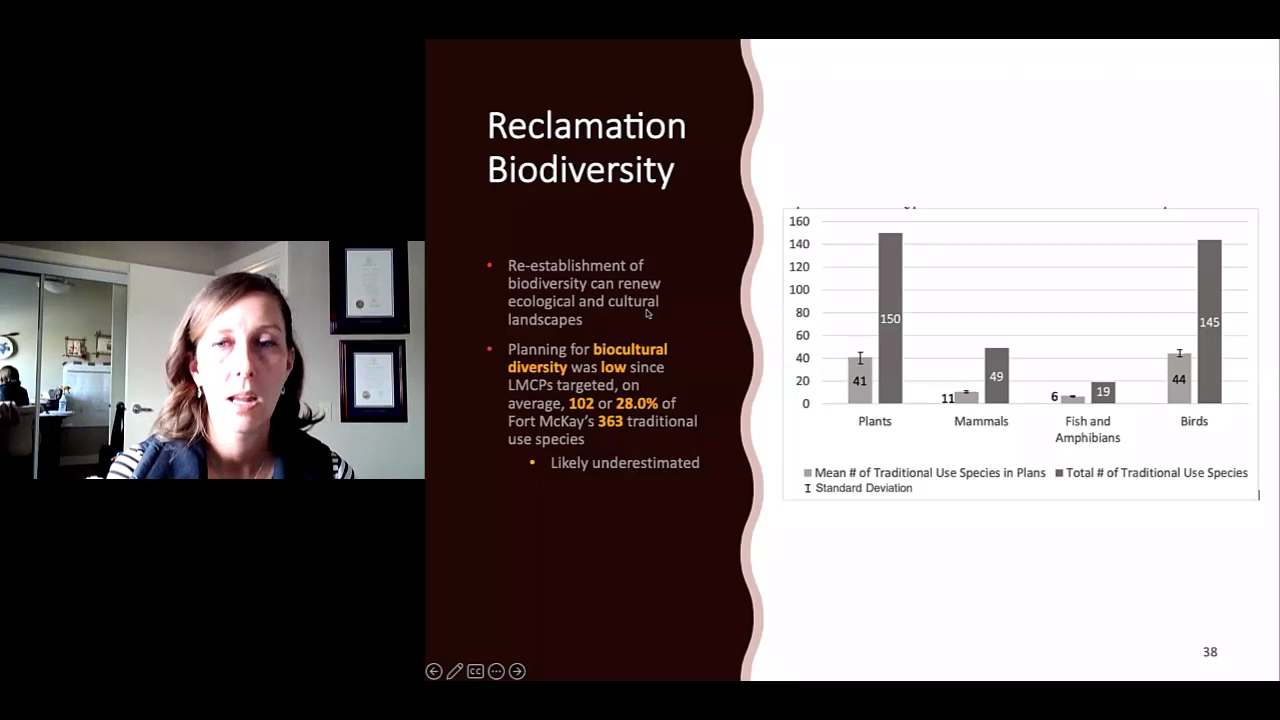 Reclamation
Biodiversity
• Re-establishment of
biodiversity can renew
ecological and cultural
landscapes
• Planning for biocultural
diversity was low since
LMCPs targeted, on
average, 102 or 28.0% of
Fort McKay's 363 traditional
use species
• Likely underestimated
160
140
120
100
80
60
40
20
0
41
150
11
49
6
19
44
145
Plants
Mammals
Fish and
Amphibians
Birds
Mean # of Traditional Use Species in Plans
Total # of Traditional Use Species
Standard Deviation
38
CC